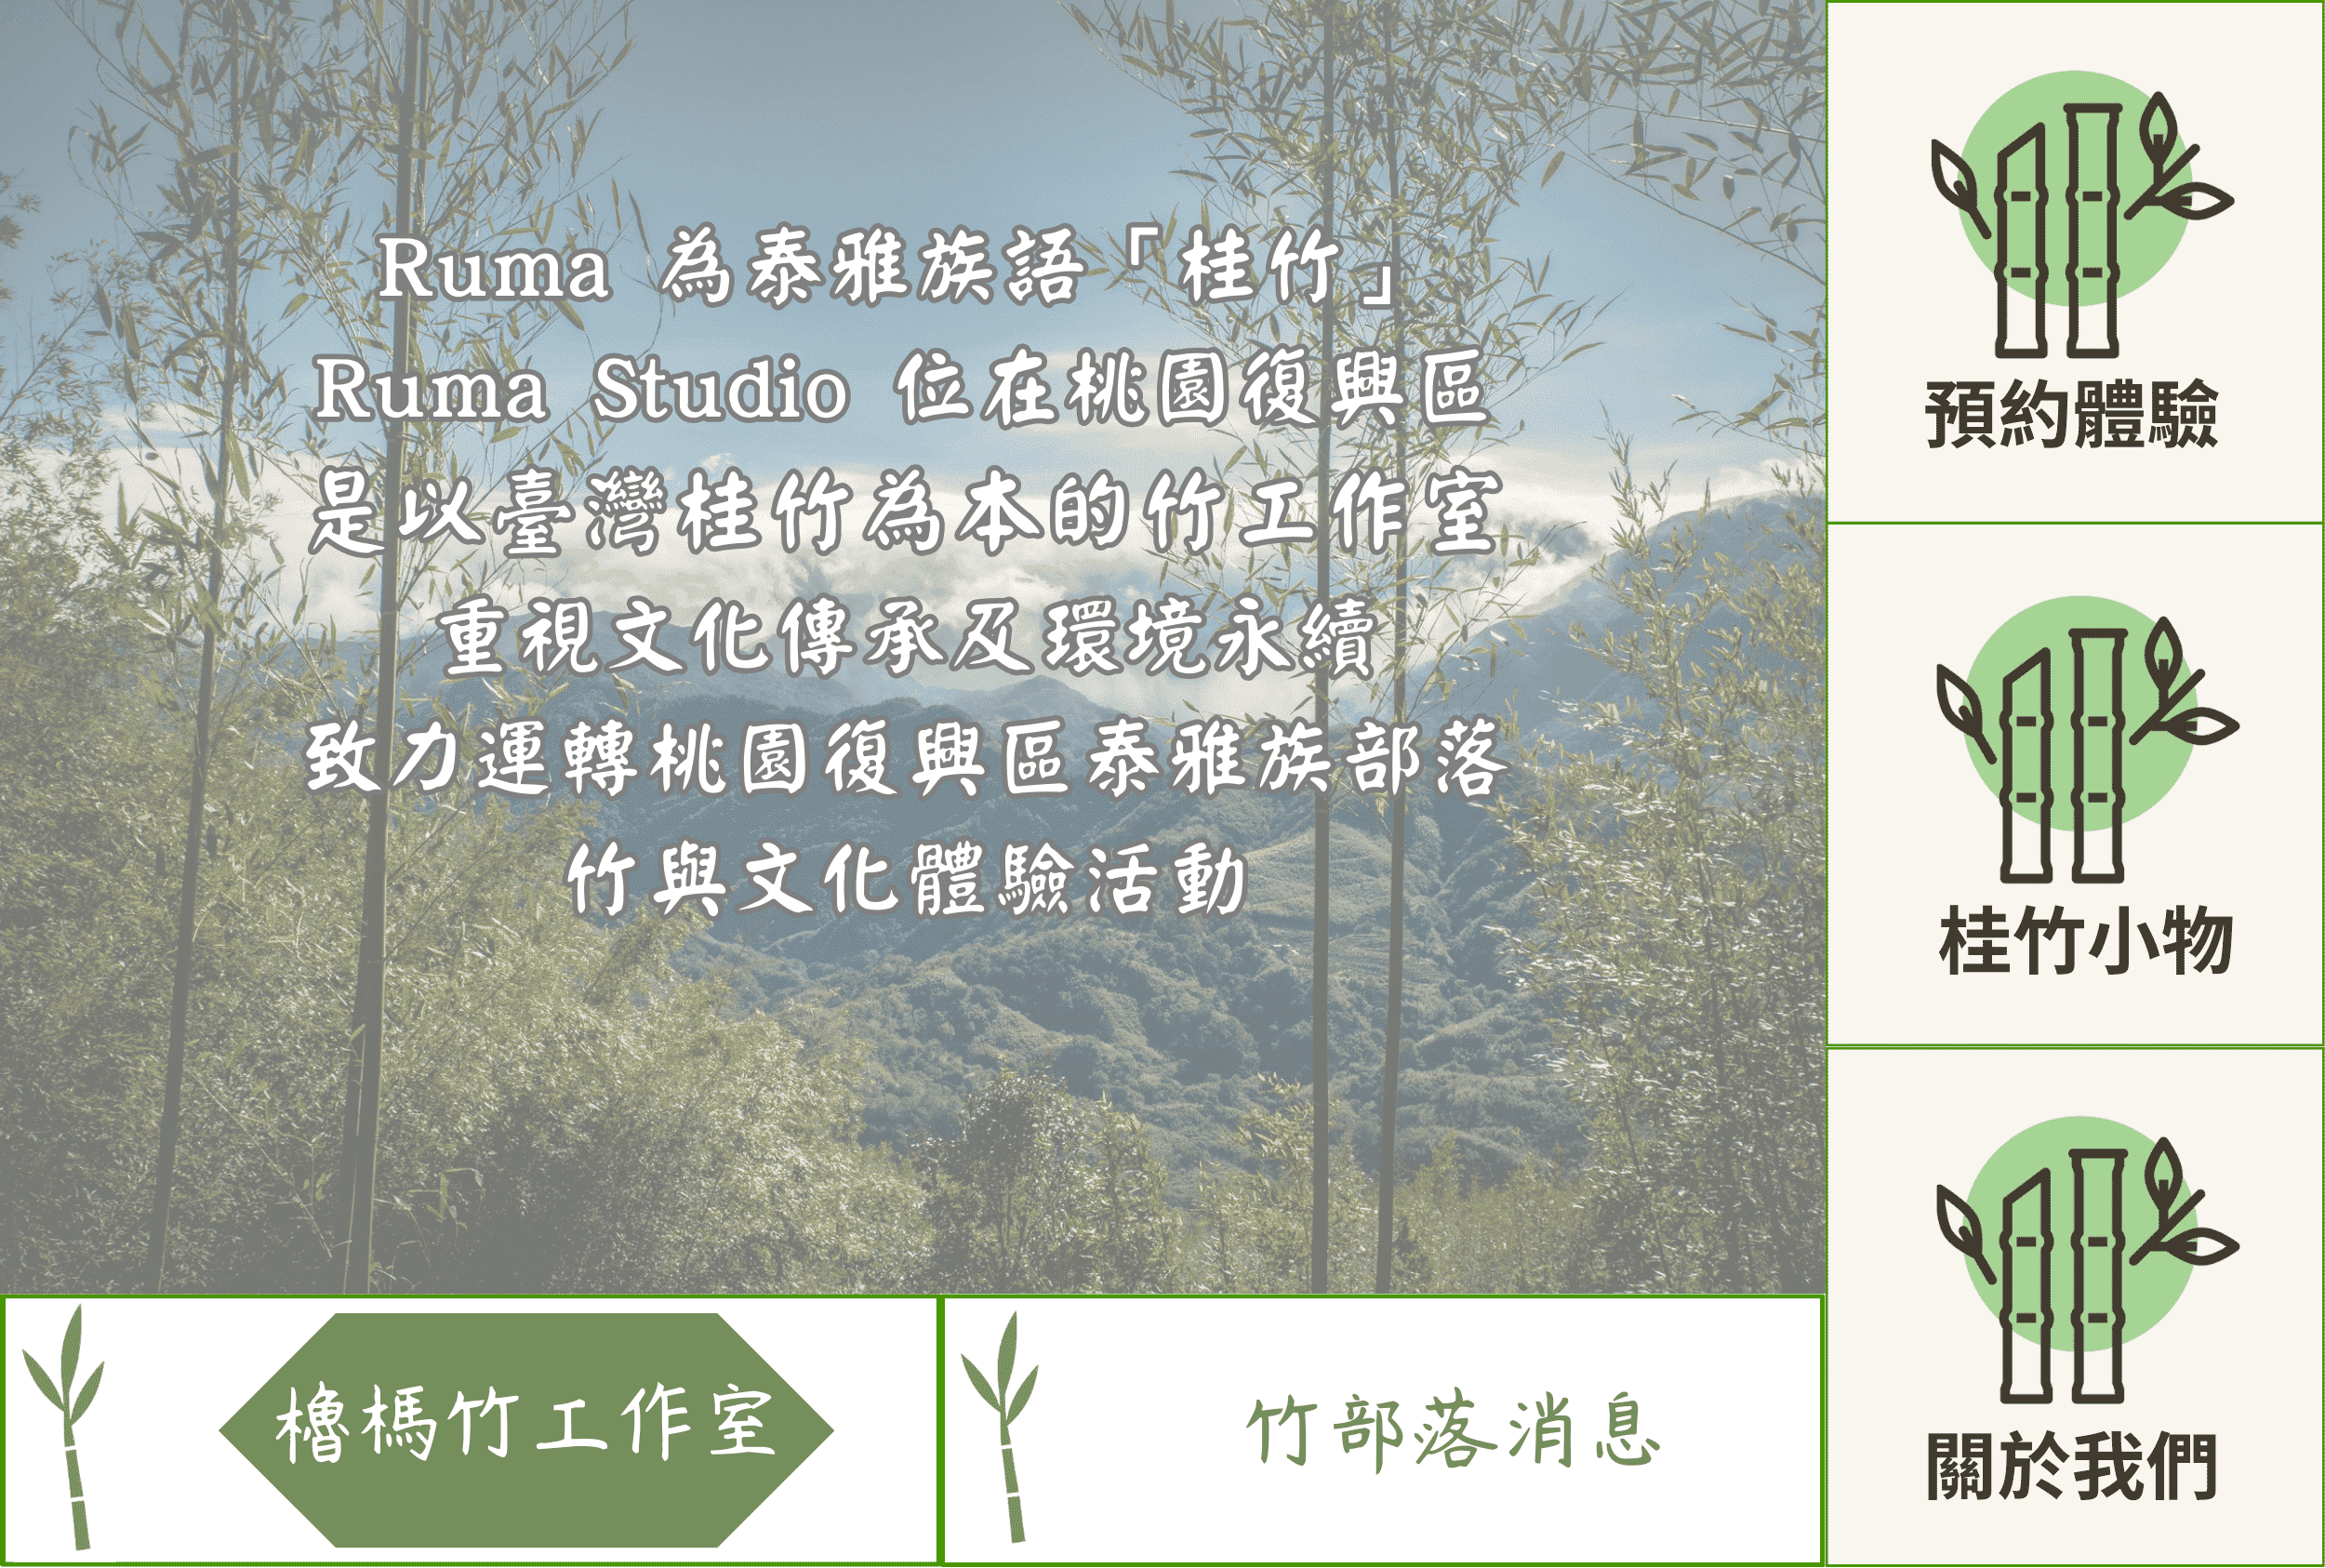 Ruma 為泰雅族語「桂竹」
Ruma Studio 位在桃園復興區
是以臺灣桂竹為本的竹工作室
重視文化傳承及環境永續
致力運轉桃園復興區泰雅族部落
竹與文化體驗活動
預約體驗
桂竹小物
關於我們
櫓榪竹工作室
竹部落消息